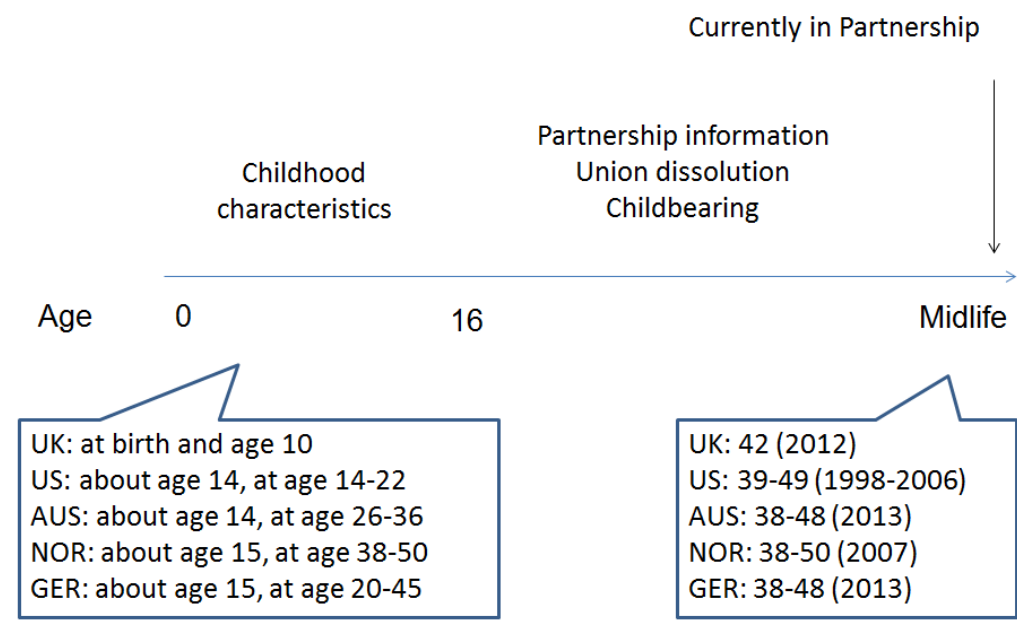 Currently in Partnership
Partnership information
Union dissolution
Childbearing
Childhood
characteristics
Age 0 16 Midlife
UK: at birth and age 10
US: about age 14, at age 14-22
AUS: about age 14, at age 26-36
NOR: about age 15, at age 38-50
GER: about age 15, at age 20-45
UK: 42 (2012)
US: 39-49 (1998-2006)
AUS: 38-48 (2013)
NOR: 38-50 (2007)
GER: 38-48 (2013)